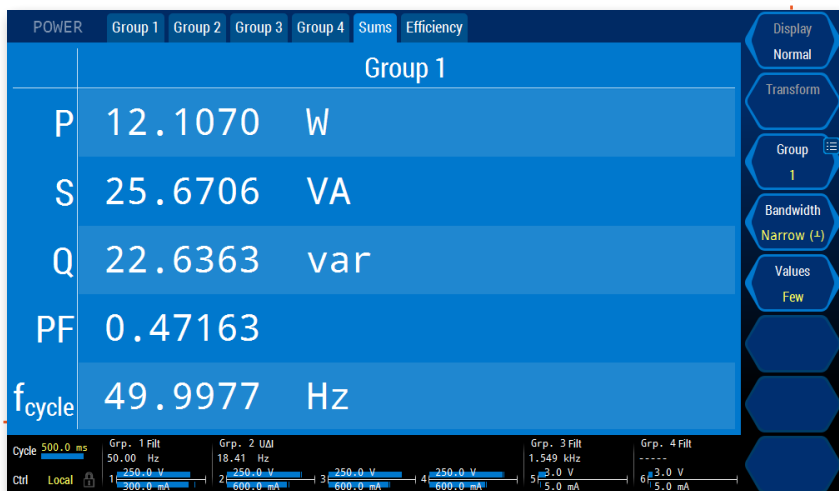 POWER Group 1 Group 2 Group 3 Group 4 Sums Efficiency
Group 1
P 12.1070 W
S 25.6706 VA
Q 22.6363 var
PF 0.47163
fcycle 49.9977 Hz
Display
Normal
Transform
Group
1
Bandwidth
Narrow (⊥)
Values
Few
Cycle 500.0 ms
Ctrl Local
Grp. 1 Filt
50.00 Hz
1 250.0 V
300.0 mA
Grp. 2 UΔI
18.41 Hz
2 250.0 V
600.0 mA
3 250.0 V
600.0 mA
4 250.0 V
600.0 mA
Grp. 3 Filt
1.549 kHz
5 3.0 V
5.0 mA
Grp. 4 Filt
-----
6 3.0 V
5.0 mA